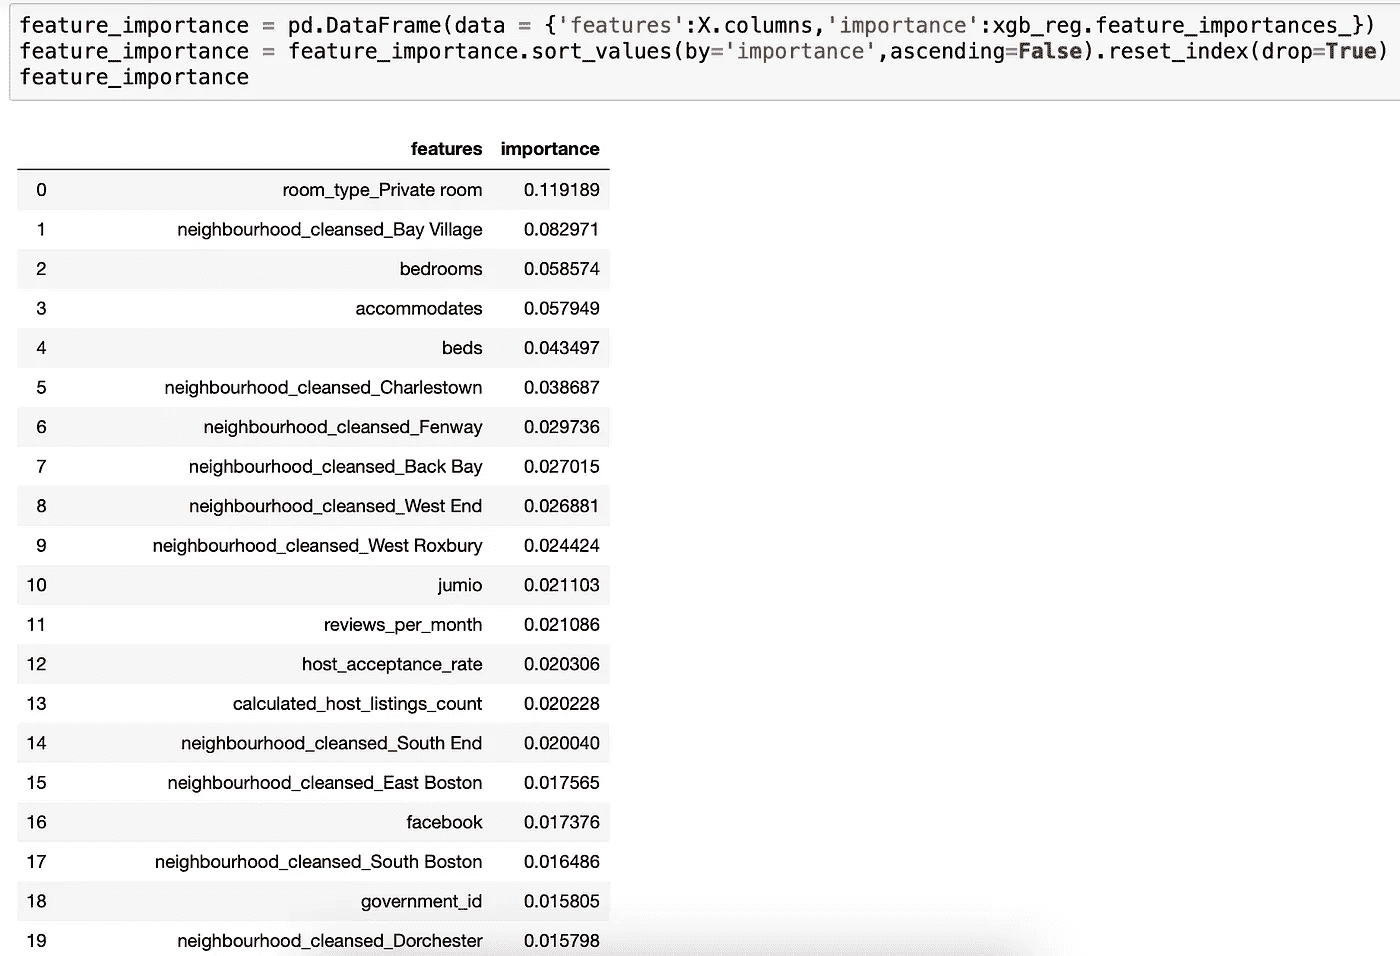 feature_importance = pd.DataFrame(data = {'features':X.columns,'importance':xgb_reg.feature_importances_})
feature_importance = feature_importance.sort_values(by='importance',ascending=False).reset_index(drop=True)
feature_importance
features importance
0 room_type_Private room 0.119189
1 neighbourhood_cleansed_Bay Village 0.082971
2 bedrooms 0.058574
3 accommodates 0.057949
4 beds 0.043497
5 neighbourhood_cleansed_Charlestown 0.038687
6 neighbourhood_cleansed_Fenway 0.029736
7 neighbourhood_cleansed_Back Bay 0.027015
8 neighbourhood_cleansed_West End 0.026881
9 neighbourhood_cleansed_West Roxbury 0.024424
10 jumio 0.021103
11 reviews_per_month 0.021086
12 host_acceptance_rate 0.020306
13 calculated_host_listings_count 0.020228
14 neighbourhood_cleansed_South End 0.020040
15 neighbourhood_cleansed_East Boston 0.017565
16 facebook 0.017376
17 neighbourhood_cleansed_South Boston 0.016486
18 government_id 0.015805
19 neighbourhood_cleansed_Dorchester 0.015798